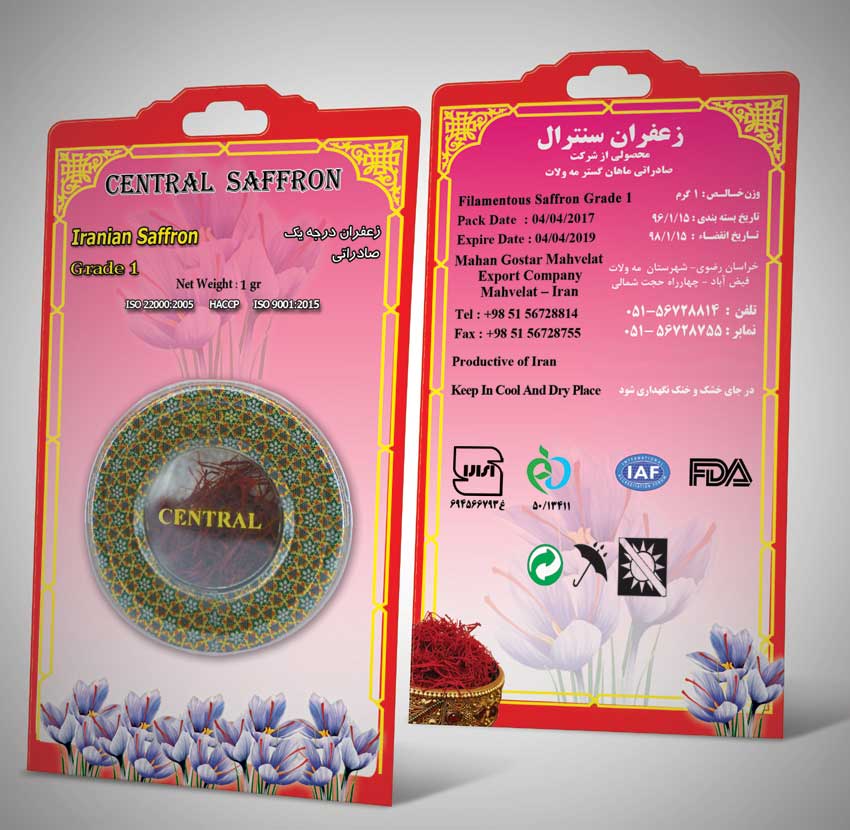 CENTRAL SAFFRON
Iranian Saffron
Grade 1
زعفران درجه یک
صادراتی
Net Weight : 1 gr
ISO 22000:2005 HACCP ISO 9001:2015
CENTRAL
زعفران سنترال
محصولی از شرکت
صادراتی ماهان گستر مه ولات
Filamentous Saffron Grade 1
وزن خالص : ۱ گرم
Pack Date : 04/04/2017
تاریخ بسته بندی : ۹۶/۱/۱۵
Expire Date : 04/04/2019
تاریخ انقضاء : ۹۸/۱/۱۵
Mahan Gostar Mahvelat
Export Company
Mahvelat – Iran
خراسان رضوی- شهرستان مه ولات
فیض آباد - چهارراه حجت شمالی
Tel : +98 51 56728814
تلفن : ۵۶۷۲۸۸۱۴-۰۵۱
Fax : +98 51 56728755
نمابر : ۵۶۷۲۸۷۵۵-۰۵۱
Productive of Iran
Keep In Cool And Dry Place
در جای خشک و خنک نگهداری شود
۶۹۴۵۶۶۷۹۳غ
۵۰/۱۳۴۱۱
INTERNATIONAL
IAF
ACCREDITATION FORUM
FDA